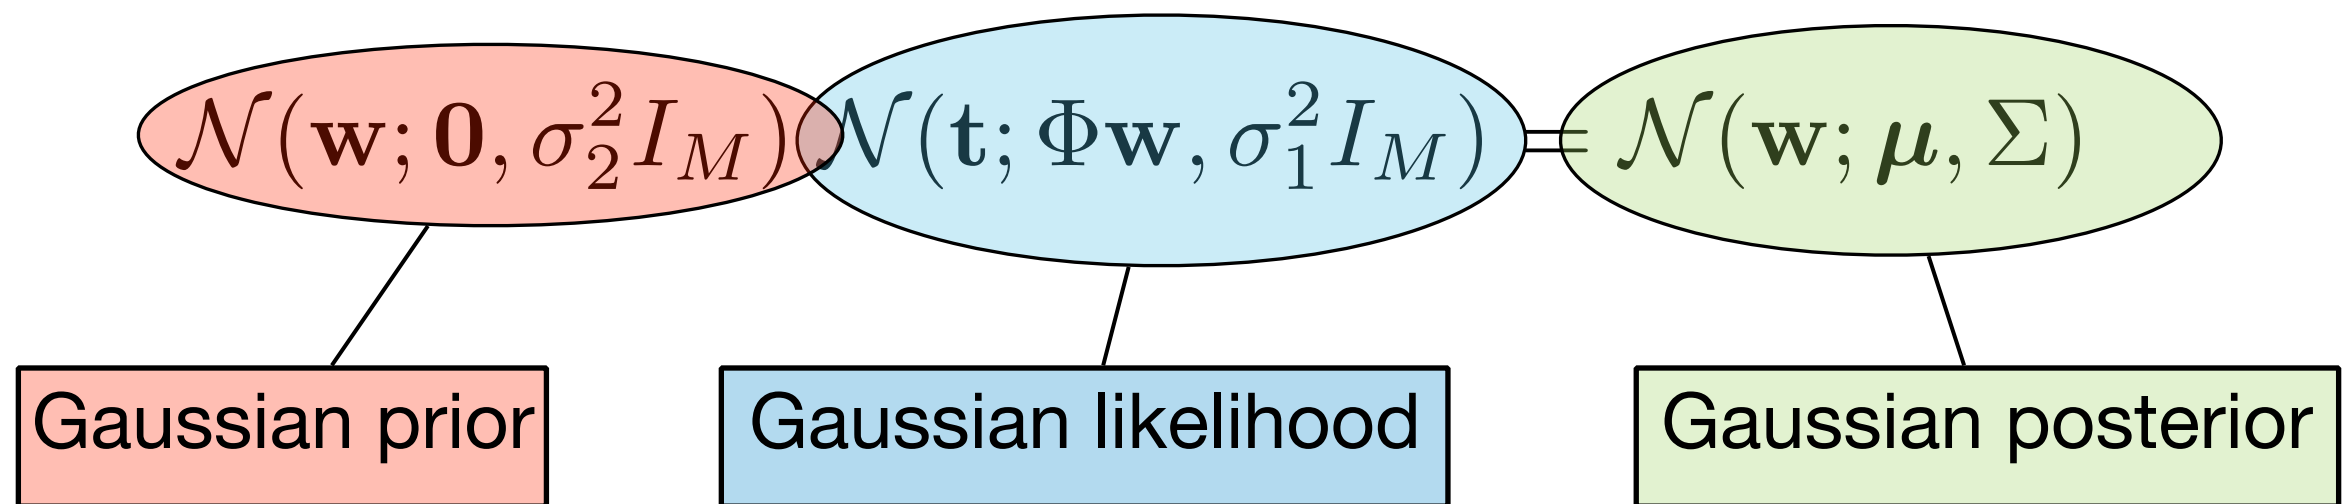 𝒩(𝐰; 𝟎, σ₂²I_M)𝒩(𝐭; Φ𝐰, σ₁²I_M) = 𝒩(𝐰; 𝝁, Σ)
Gaussian prior Gaussian likelihood Gaussian posterior